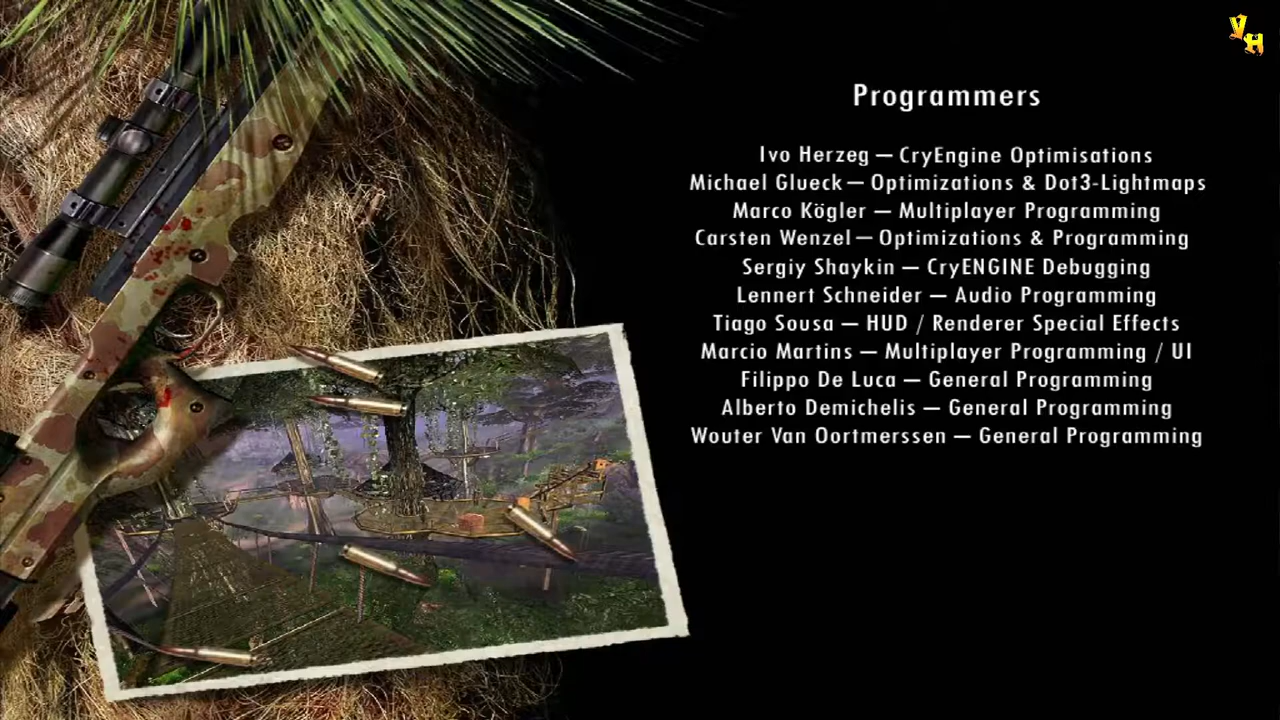 YH
Programmers
Ivo Herzeg — CryEngine Optimisations
Michael Glueck — Optimizations & Dot3-Lightmaps
Marco Kögler — Multiplayer Programming
Carsten Wenzel — Optimizations & Programming
Sergiy Shaykin — CryENGINE Debugging
Lennert Schneider — Audio Programming
Tiago Sousa — HUD / Renderer Special Effects
Marcio Martins — Multiplayer Programming / UI
Filippo De Luca — General Programming
Alberto Demichelis — General Programming
Wouter Van Oortmerssen — General Programming